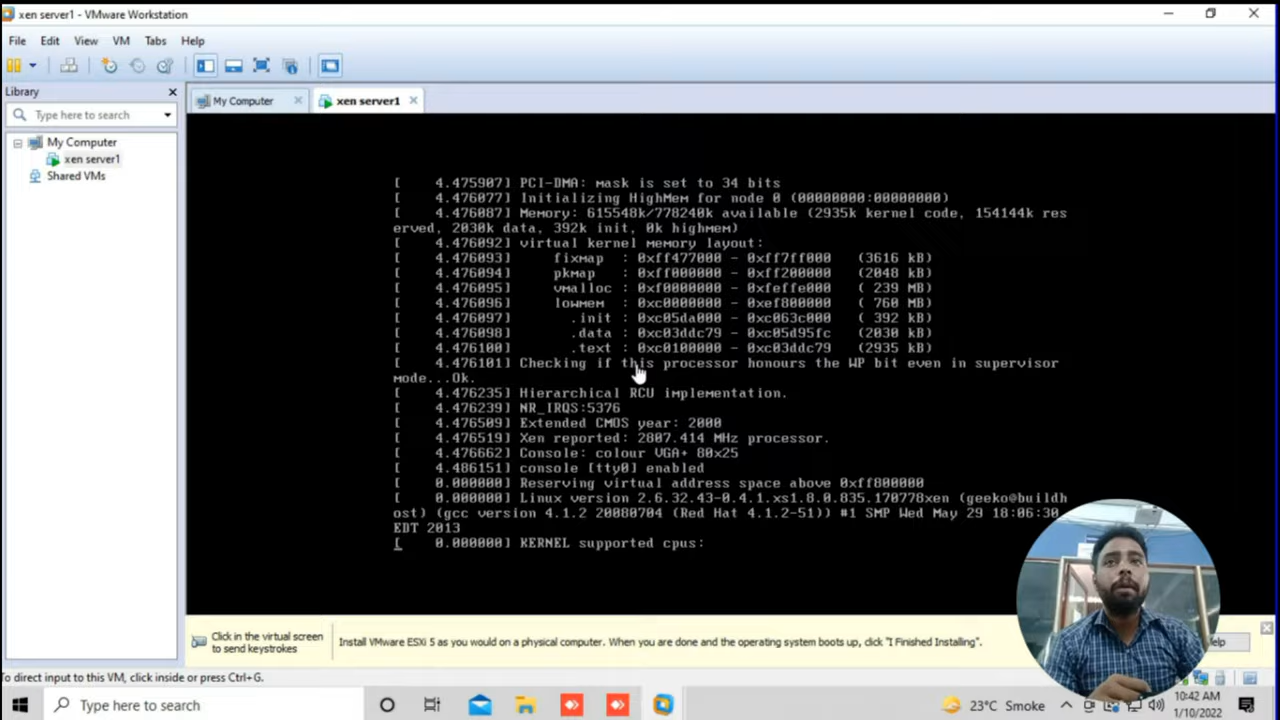 xen server1 - VMware Workstation
File Edit View VM Tabs Help
Library
Type here to search
My Computer
xen server1
Shared VMs
My Computer
xen server1
[ 4.475907] PCI-DMA: mask is set to 34 bits
[ 4.476077] Initializing HighMem for node 0 (00000000:00000000)
[ 4.476087] Memory: 615548k/778240k available (2935k kernel code, 154144k res
erved, 2030k data, 392k init, 0k highmem)
[ 4.476092] virtual kernel memory layout:
[ 4.476093] fixmap : 0xff477000 - 0xff7ff000 (3616 kB)
[ 4.476094] pkmap : 0xff000000 - 0xff200000 (2048 kB)
[ 4.476095] vmalloc : 0xf0000000 - 0xfeffe000 ( 239 MB)
[ 4.476096] lowmem : 0xc0000000 - 0xef800000 ( 760 MB)
[ 4.476097] .init : 0xc05da000 - 0xc063c000 ( 392 kB)
[ 4.476098] .data : 0xc03ddc79 - 0xc05d95fc (2030 kB)
[ 4.476100] .text : 0xc0100000 - 0xc03ddc79 (2935 kB)
[ 4.476101] Checking if this processor honours the WP bit even in supervisor
mode...Ok.
[ 4.476235] Hierarchical RCU implementation.
[ 4.476239] NR_IRQS:5376
[ 4.476509] Extended CMOS year: 2000
[ 4.476519] Xen reported: 2807.414 MHz processor.
[ 4.476662] Console: colour VGA+ 80x25
[ 4.486151] console [tty0] enabled
[ 0.000000] Reserving virtual address space above 0xff800000
[ 0.000000] Linux version 2.6.32.43-0.4.1.xs1.8.0.835.170778xen (geeko@buildh
ost) (gcc version 4.1.2 20080704 (Red Hat 4.1.2-51)) #1 SMP Wed May 29 18:06:30
EDT 2013
[ 0.000000] KERNEL supported cpus:
Click in the virtual screen
to send keystrokes
Install VMware ESXi 5 as you would on a physical computer. When you are done and the operating system boots up, click "I Finished Installing".
To direct input to this VM, click inside or press Ctrl+G.
Type here to search
23°C Smoke
10:42 AM
1/10/2022